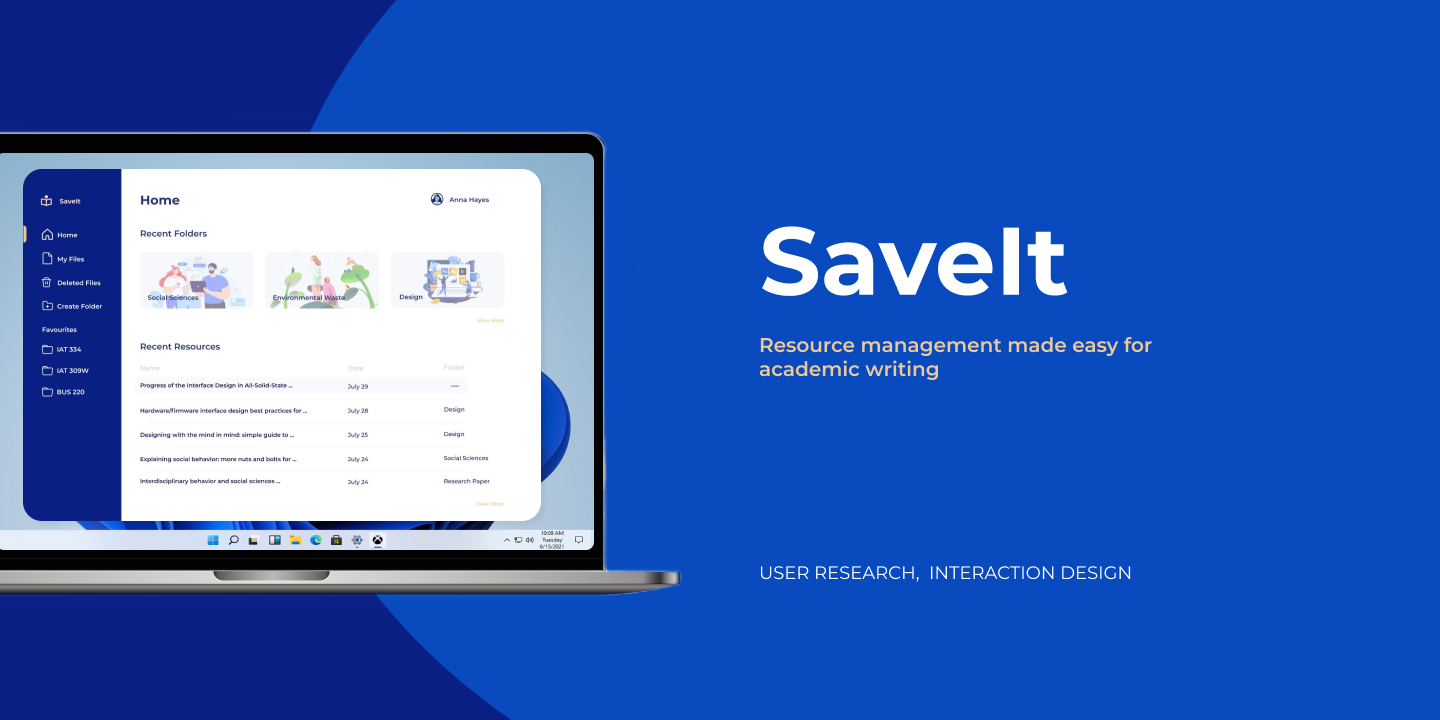 SaveIt
Home
My Files
Deleted Files
Create Folder
Favourites
IAT 334
IAT 309W
BUS 220
Home
Anna Hayes
Recent Folders
Social Sciences
Environmental Waste
Design
View More
Recent Resources
Name Date Folder
Progress of the Interface Design in All-Solid-State ... July 29 —
Hardware/firmware interface design best practices for ... July 28 Design
Designing with the mind in mind: simple guide to ... July 25 Design
Explaining social behavior: more nuts and bolts for ... July 24 Social Sciences
Interdisciplinary behavior and social sciences ... July 24 Research Paper
View More
10:09 AM
Tuesday
6/15/2021
SaveIt
Resource management made easy for
academic writing
USER RESEARCH, INTERACTION DESIGN